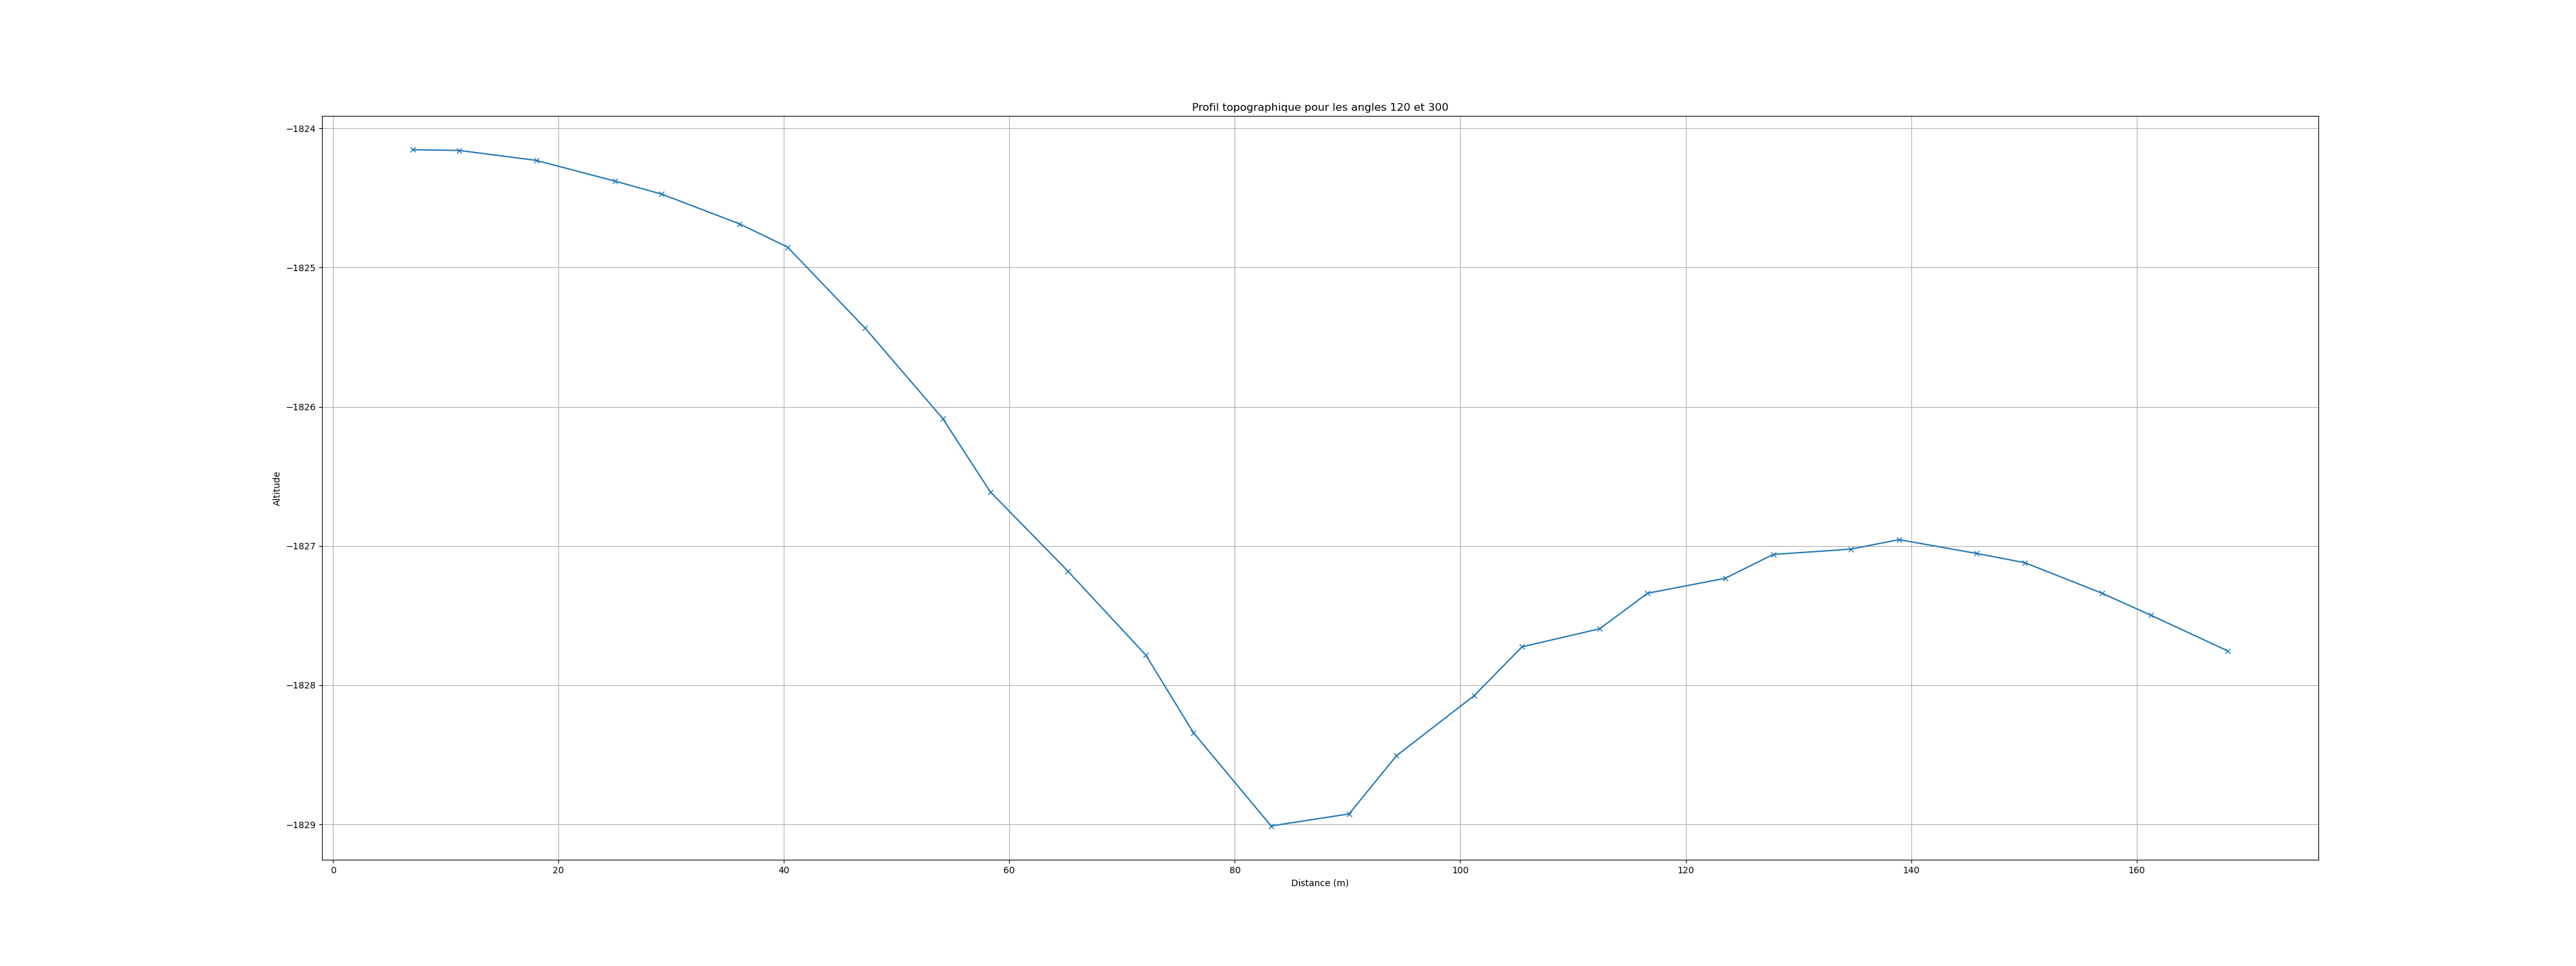 Profil topographique pour les angles 120 et 300
−1824
−1825
−1826
−1827
−1828
−1829
Altitude
0 20 40 60 80 100 120 140 160
Distance (m)